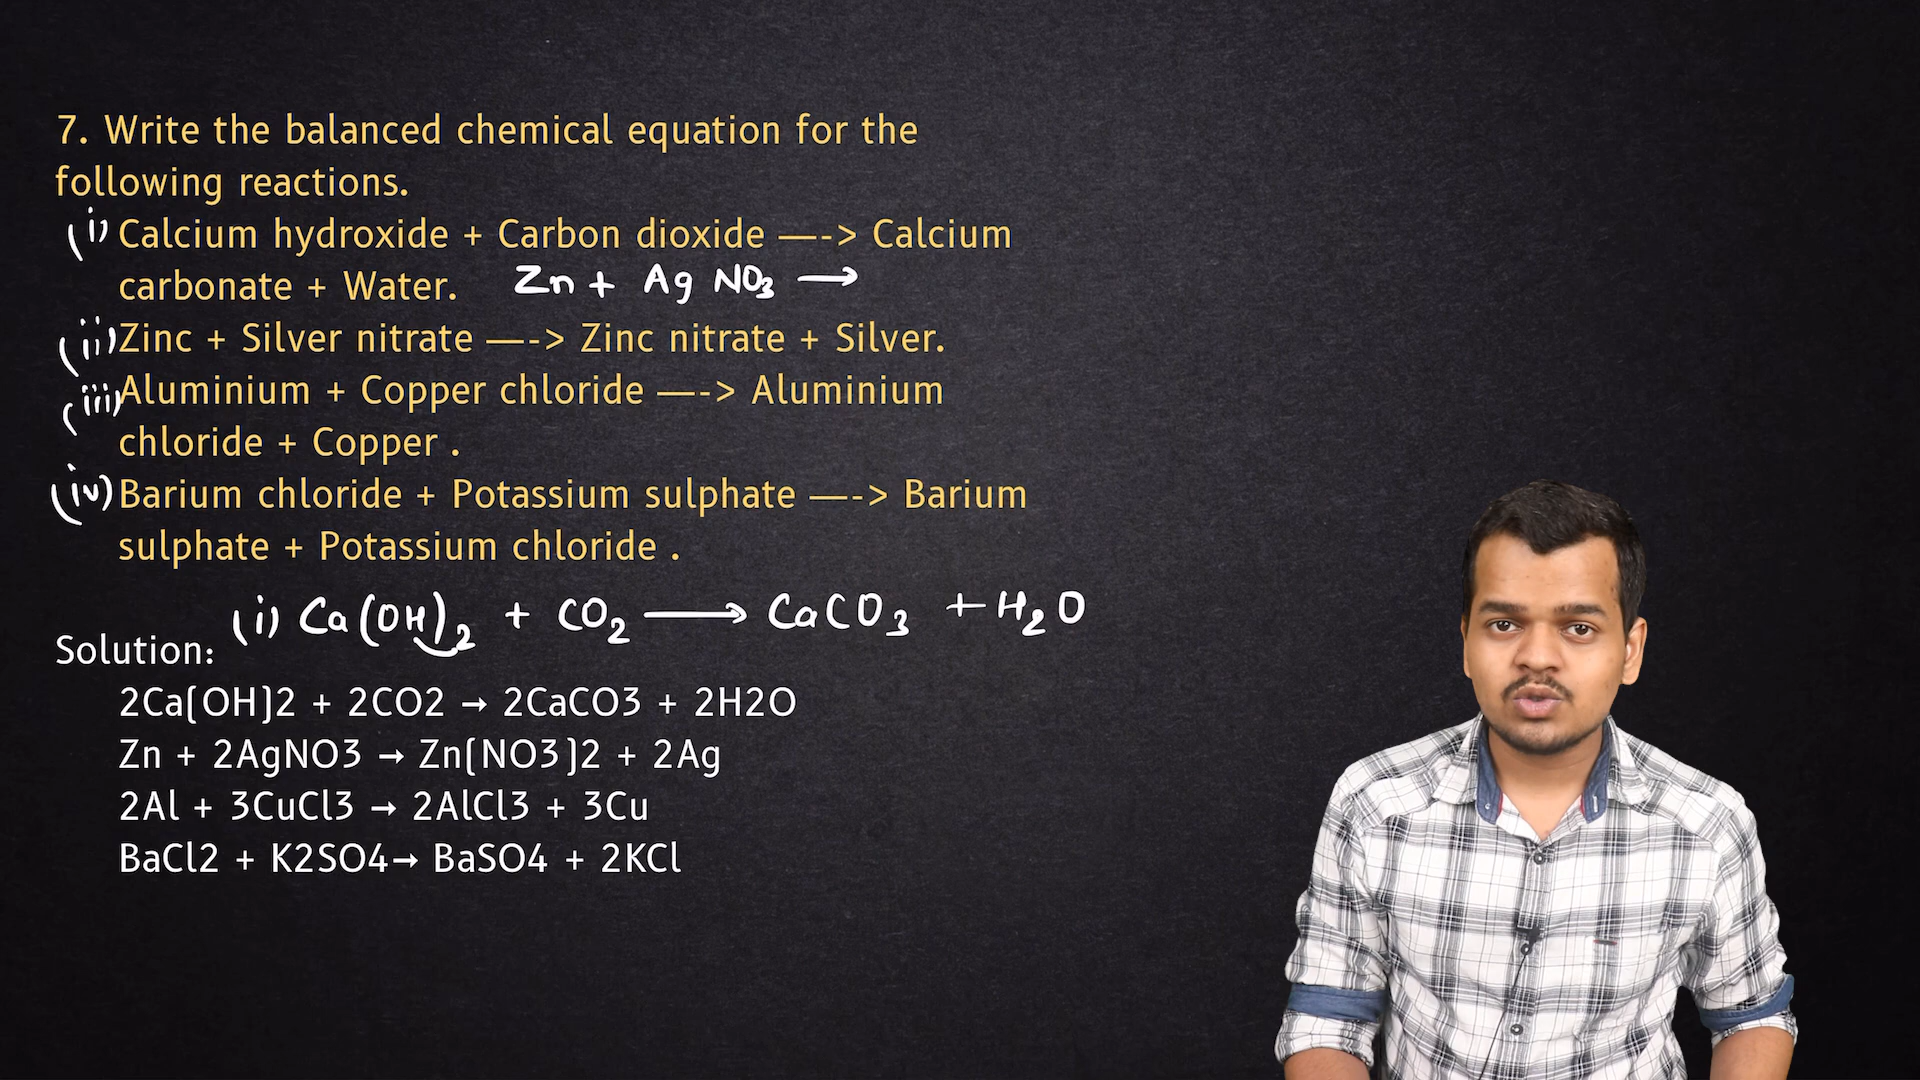 7. Write the balanced chemical equation for the
following reactions.
(i) Calcium hydroxide + Carbon dioxide —-> Calcium
carbonate + Water. Zn + AgNO3 →
(ii) Zinc + Silver nitrate —-> Zinc nitrate + Silver.
(iii) Aluminium + Copper chloride —-> Aluminium
chloride + Copper .
(iv) Barium chloride + Potassium sulphate —-> Barium
sulphate + Potassium chloride .
(i) Ca(OH)2 + CO2 → CaCO3 + H2O
Solution:
2Ca(OH)2 + 2CO2 → 2CaCO3 + 2H2O
Zn + 2AgNO3 → Zn(NO3)2 + 2Ag
2Al + 3CuCl3 → 2AlCl3 + 3Cu
BaCl2 + K2SO4→ BaSO4 + 2KCl